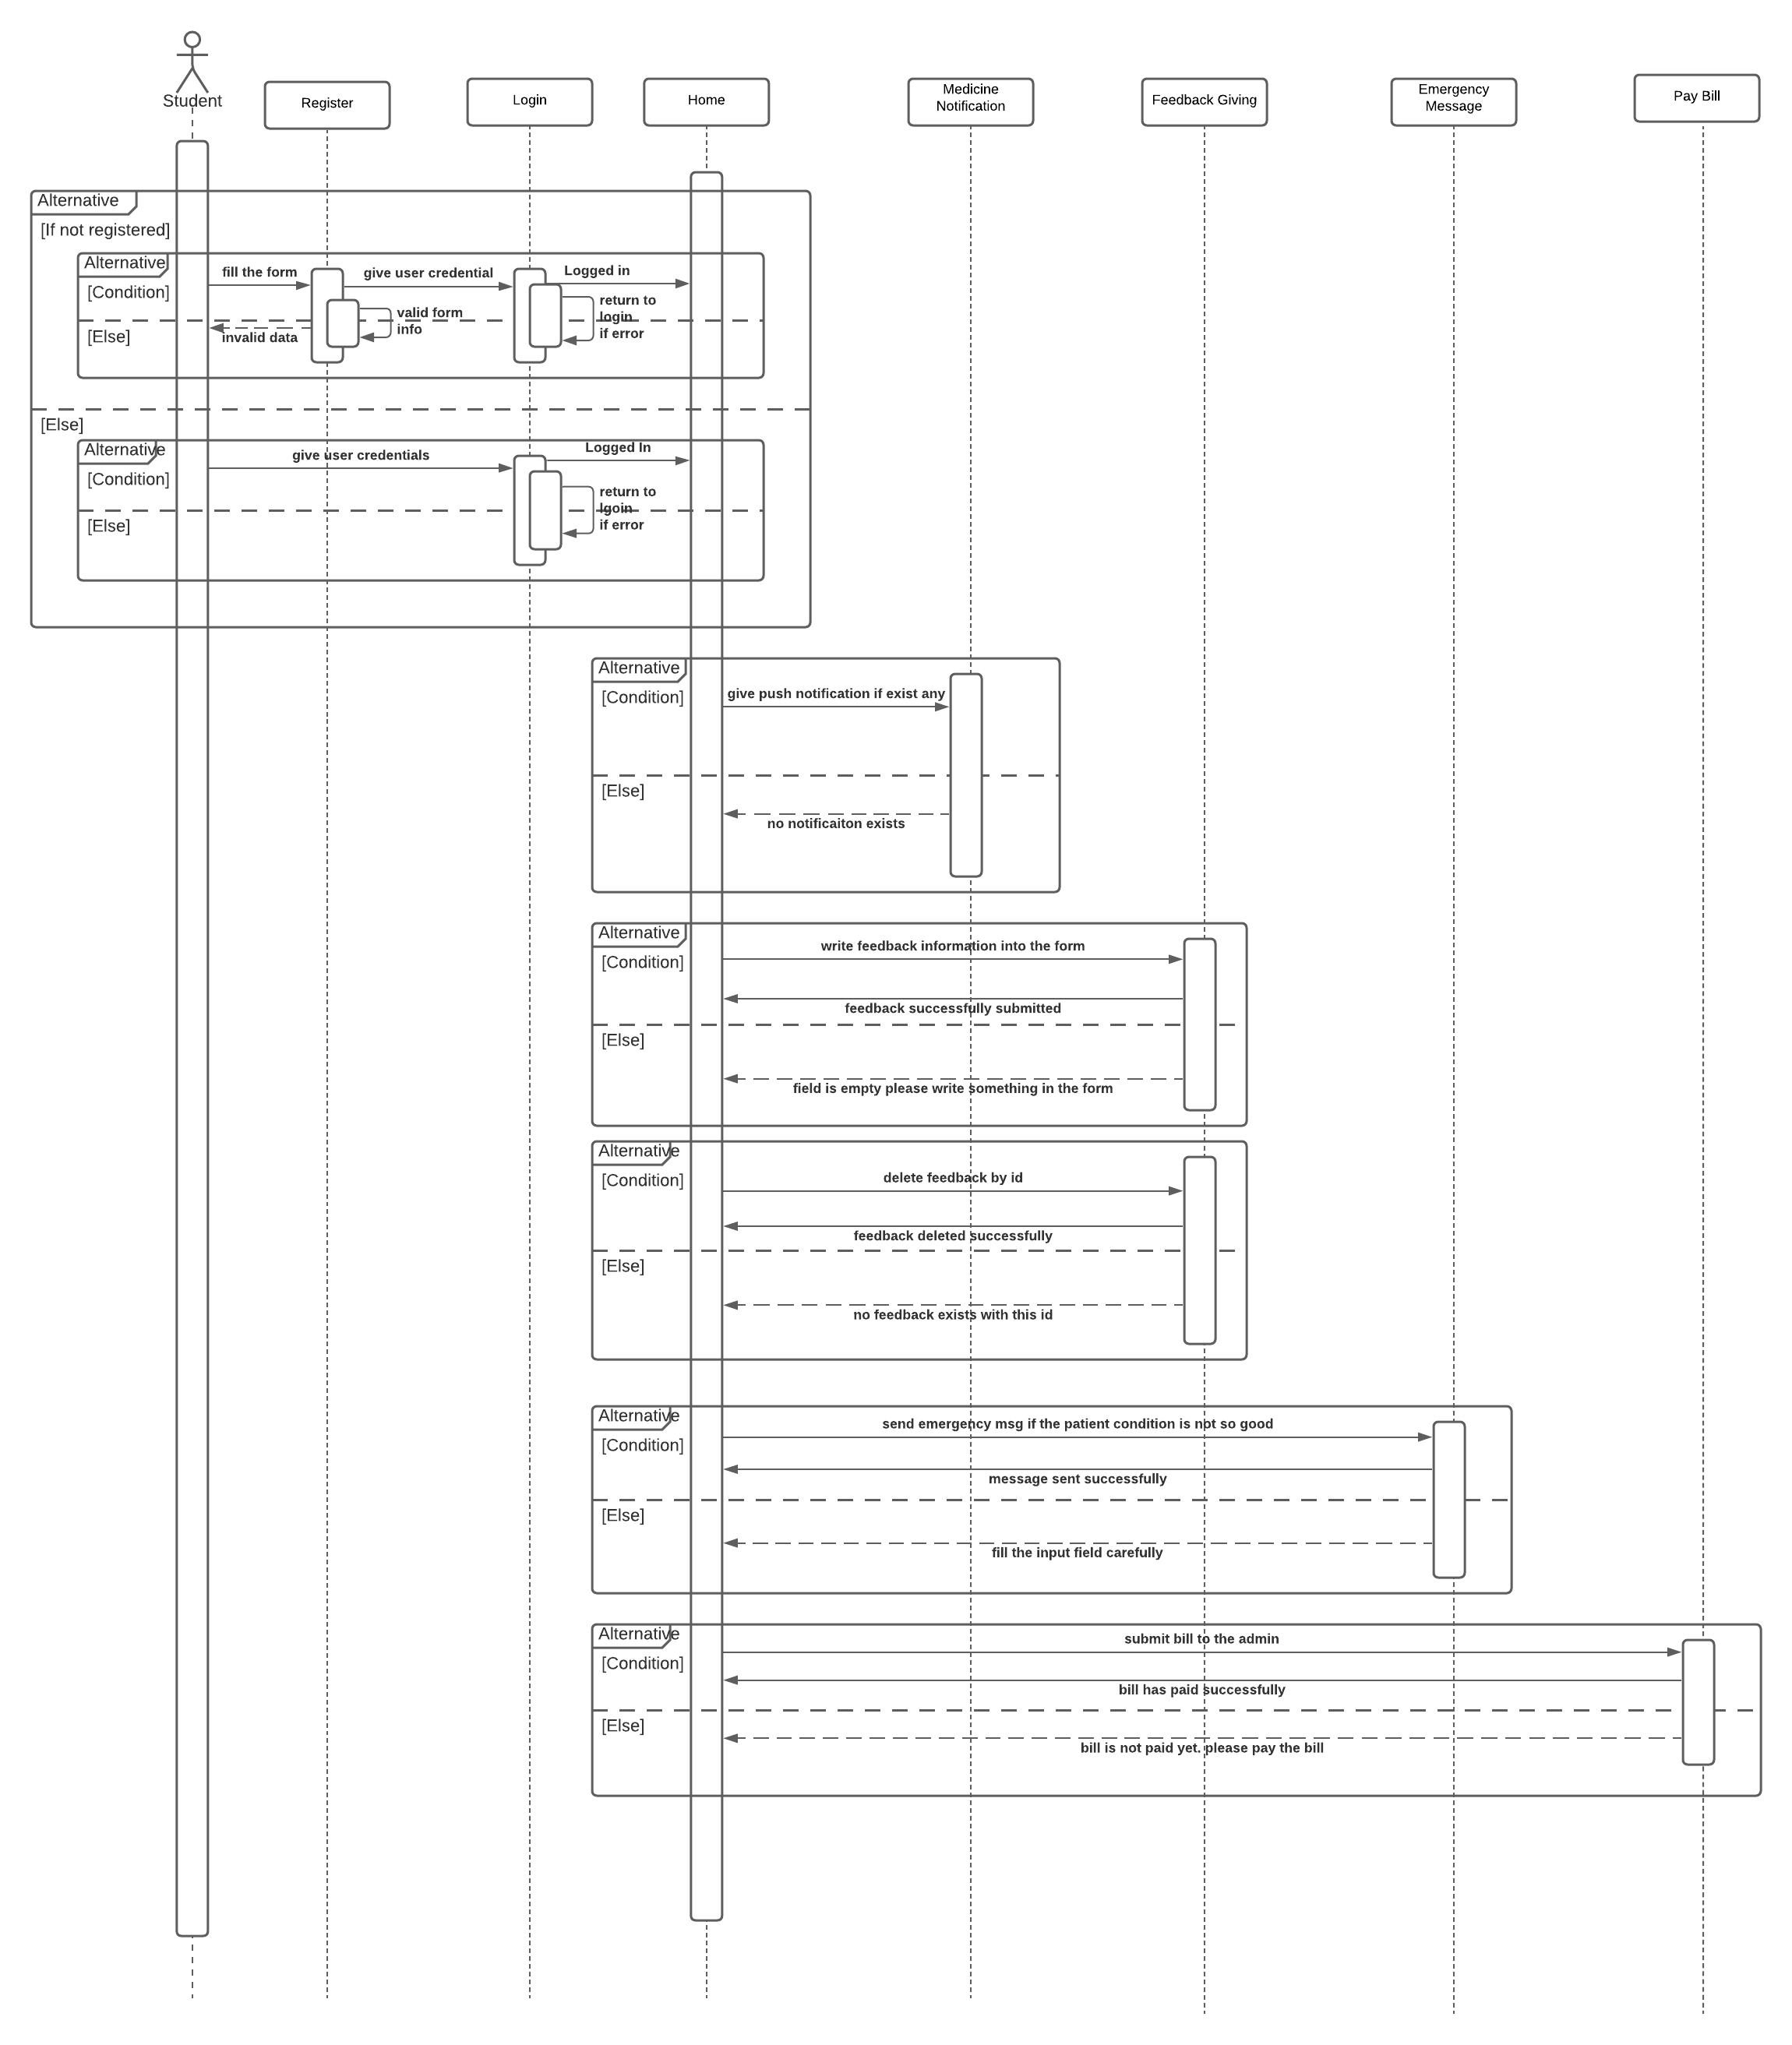 Student
Register
Login
Home
Medicine
Notification
Feedback Giving
Emergency
Message
Pay Bill
Alternative
[If not registered]
Alternative
[Condition]
fill the form
give user credential
Logged in
valid form
info
return to
login
if error
[Else]
invalid data
[Else]
Alternative
[Condition]
give user credentials
Logged In
return to
lgoin
if error
[Else]
Alternative
[Condition]
give push notification if exist any
[Else]
no notificaiton exists
Alternative
[Condition]
write feedback information into the form
feedback successfully submitted
[Else]
field is empty please write something in the form
Alternative
[Condition]
delete feedback by id
feedback deleted successfully
[Else]
no feedback exists with this id
Alternative
[Condition]
send emergency msg if the patient condition is not so good
message sent successfully
[Else]
fill the input field carefully
Alternative
[Condition]
submit bill to the admin
bill has paid successfully
[Else]
bill is not paid yet. please pay the bill